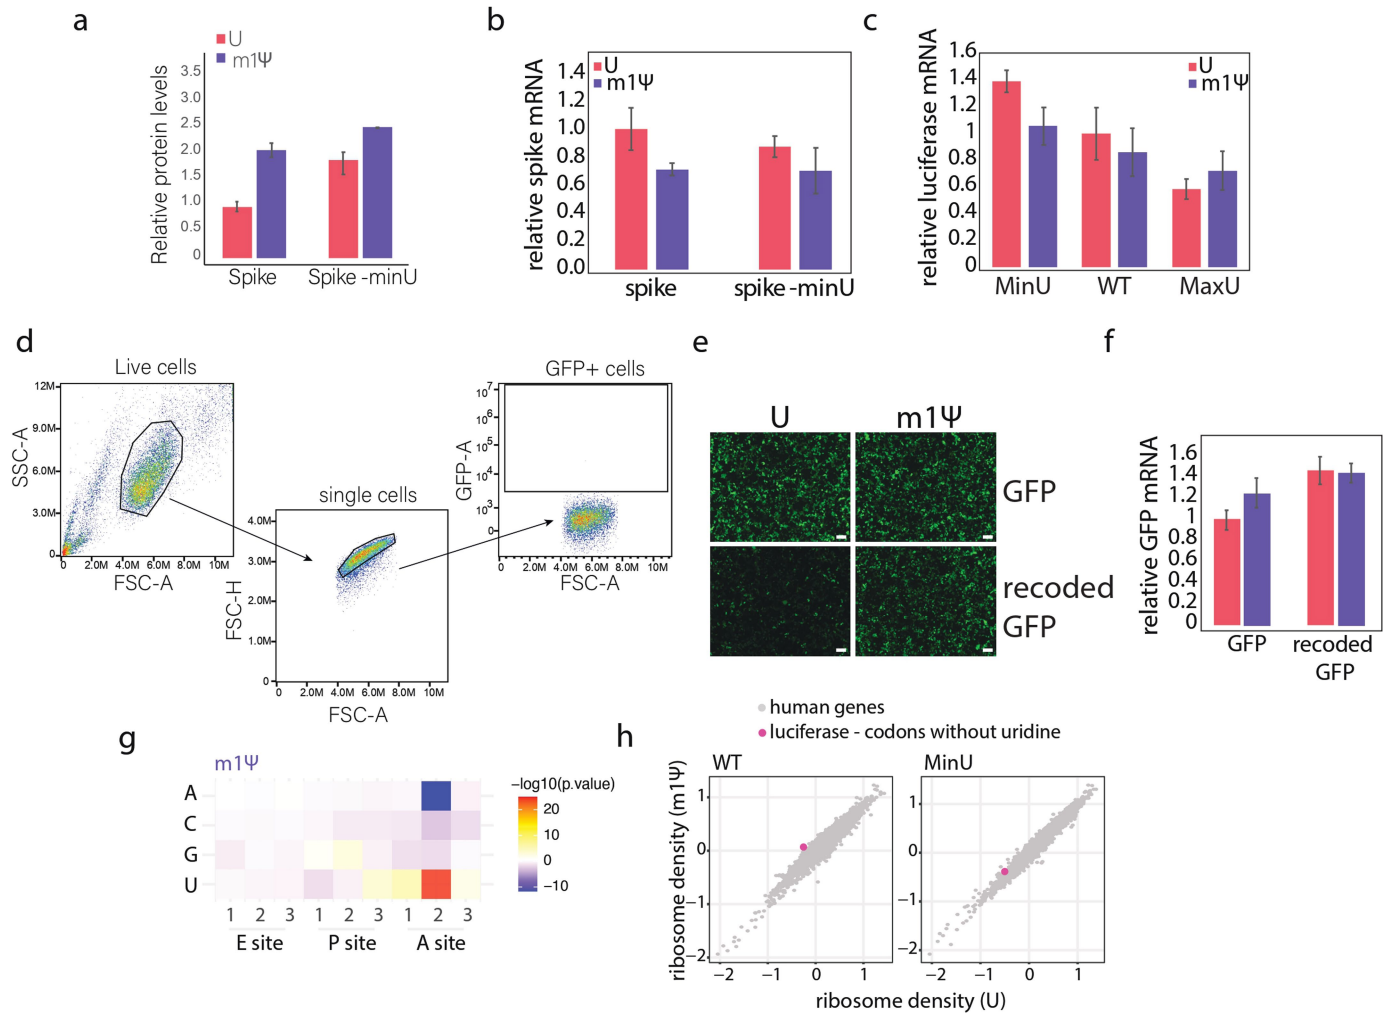 a
U
m1Ψ
Relative protein levels
3.5
3.0
2.5
2.0
1.5
1.0
0.5
0
Spike
Spike -minU
b
U
m1Ψ
relative spike mRNA
1.4
1.2
1.0
0.8
0.6
0.4
0.2
0.0
spike
spike -minU
c
U
m1Ψ
relative luciferase mRNA
1.6
1.4
1.2
1
0.8
0.6
0.4
0.2
0
MinU
WT
MaxU
d
Live cells
SSC-A
12M
9.0M
6.0M
3.0M
0
0 2.0M 4.0M 6.0M 8.0M 10M
FSC-A
single cells
FSC-H
4.0M
3.0M
2.0M
1.0M
0
0 2.0M 4.0M 6.0M 8.0M 10M
FSC-A
GFP+ cells
GFP-A
10⁷
10⁶
10⁵
10⁴
10³
0
0 2.0M 4.0M 6.0M 8.0M 10M
FSC-A
e
U m1Ψ
GFP
recoded
GFP
f
relative GFP mRNA
1.6
1.4
1.2
1
0.8
0.6
0.4
0.2
0
GFP
recoded
GFP
g
m1Ψ
A
C
G
U
1 2 3 1 2 3 1 2 3
E site P site A site
−log10(p.value)
20
10
0
−10
h
human genes
luciferase - codons without uridine
WT
MinU
ribosome density (m1Ψ)
1
0
−1
−2
−2 −1 0 1
1
0
−1
−2
−2 −1 0 1
ribosome density (U)